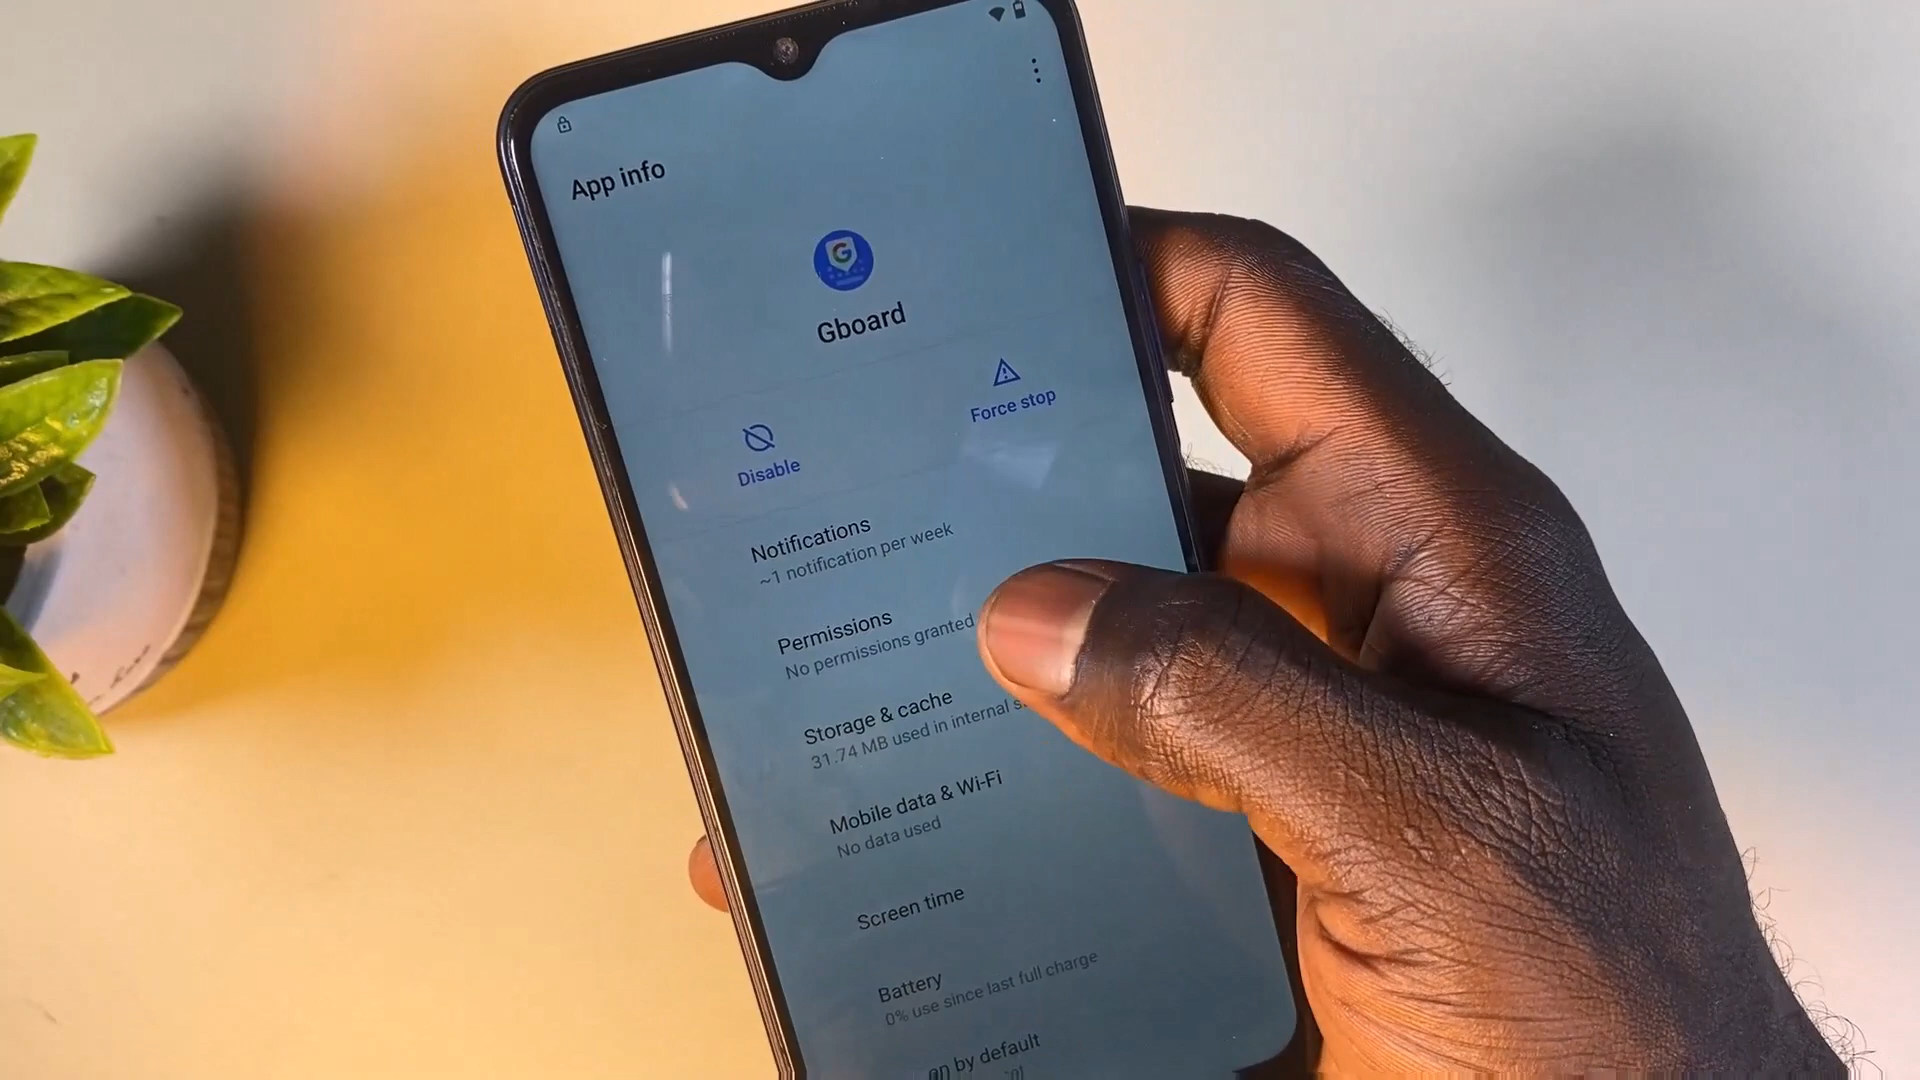 App info
G
Gboard
Disable
Force stop
Notifications
~1 notification per week
Permissions
No permissions granted
Storage & cache
31.74 MB used in internal
Mobile data & Wi-Fi
No data used
Screen time
Battery
0% use since last full charge
by default